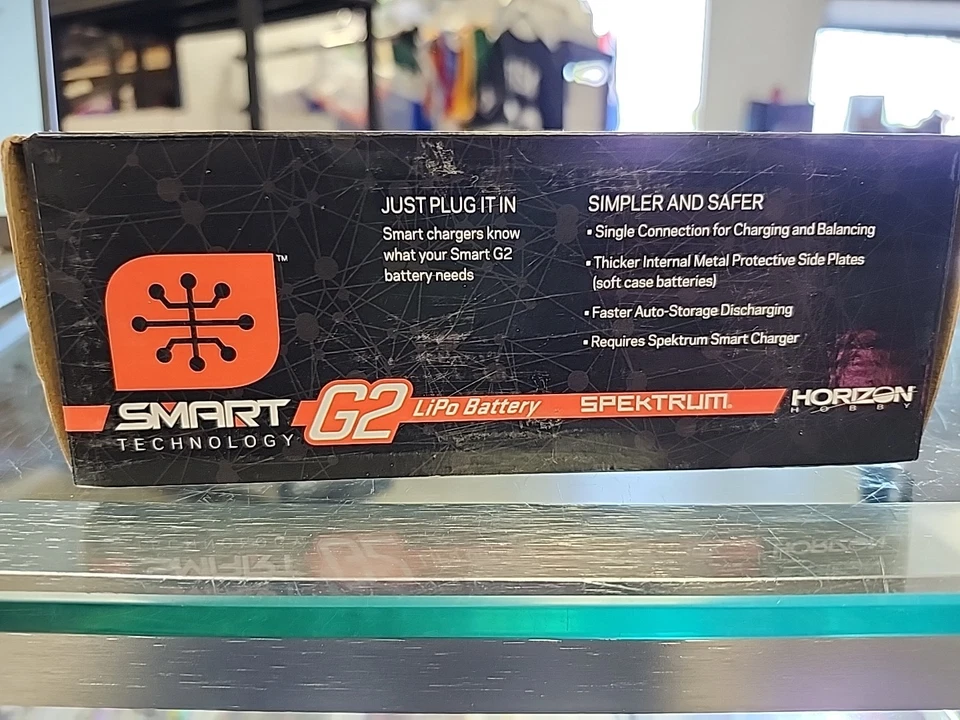 JUST PLUG IT IN
Smart chargers know
what your Smart G2
battery needs
SIMPLER AND SAFER
▪ Single Connection for Charging and Balancing
▪ Thicker Internal Metal Protective Side Plates
(soft case batteries)
▪ Faster Auto-Storage Discharging
▪ Requires Spektrum Smart Charger
™
SMART
TECHNOLOGY
G2 LiPo Battery
SPEKTRUM®
HORIZON
HOBBY